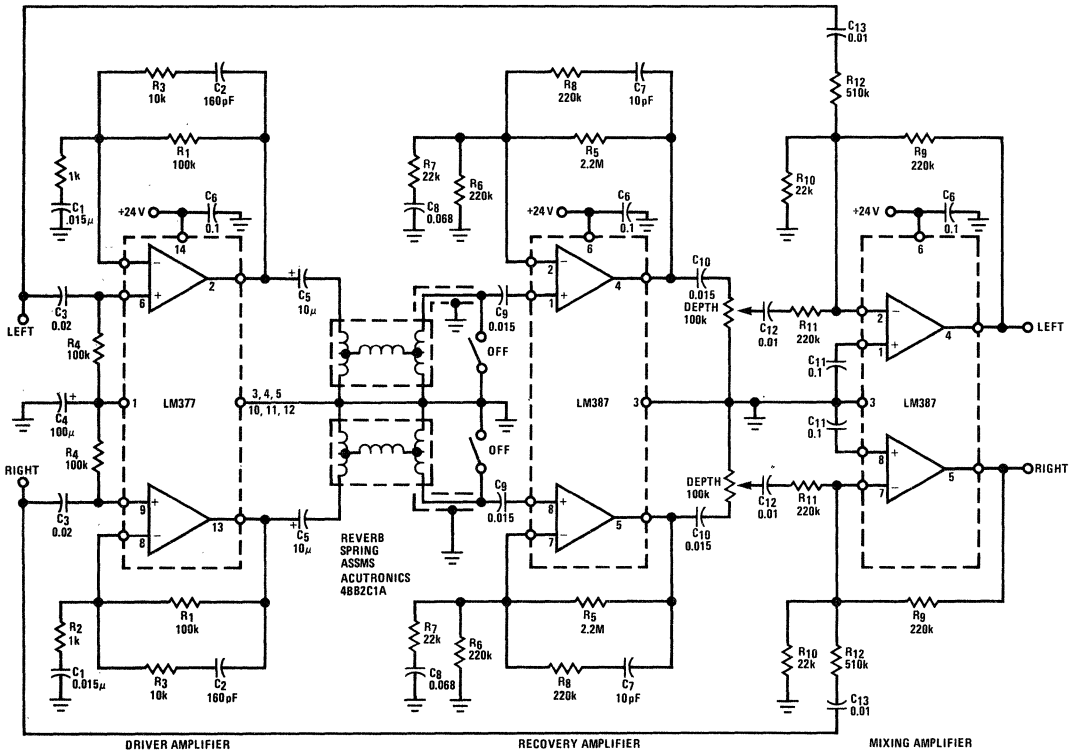 C13
0.01
R3
10k
C2
160pF
R8
220k
C7
10pF
R12
510k
R1
100k
R5
2.2M
R9
220k
1k
C1
.015μ
R7
22k
C8
0.068
R6
220k
R10
22k
+24V
C6
0.1
14
+24V
C6
0.1
6
+24V
C6
0.1
6
−
+
6
2
C3
0.02
LEFT
R4
100k
+
C5
10μ
C9
0.015
OFF
−
+
2
1
4
C10
0.015
DEPTH
100k
C12
0.01
R11
220k
−
+
2
1
4
LEFT
C11
0.1
+
C4
100μ
1
LM377
3, 4, 5
10, 11, 12
LM387
3
3
LM387
C11
0.1
R4
100k
RIGHT
C3
0.02
+
−
9
8
13
+
C5
10μ
OFF
C9
0.015
+
−
8
7
5
DEPTH
100k
C10
0.015
C12
0.01
R11
220k
+
−
8
7
5
RIGHT
REVERB
SPRING
ASSMS
ACUTRONICS
4BB2C1A
R2
1k
C1
0.015μ
R1
100k
R3
10k
C2
160pF
R7
22k
C8
0.068
R6
220k
R5
2.2M
R8
220k
C7
10pF
R10
22k
R9
220k
R12
510k
C13
0.01
DRIVER AMPLIFIER
RECOVERY AMPLIFIER
MIXING AMPLIFIER